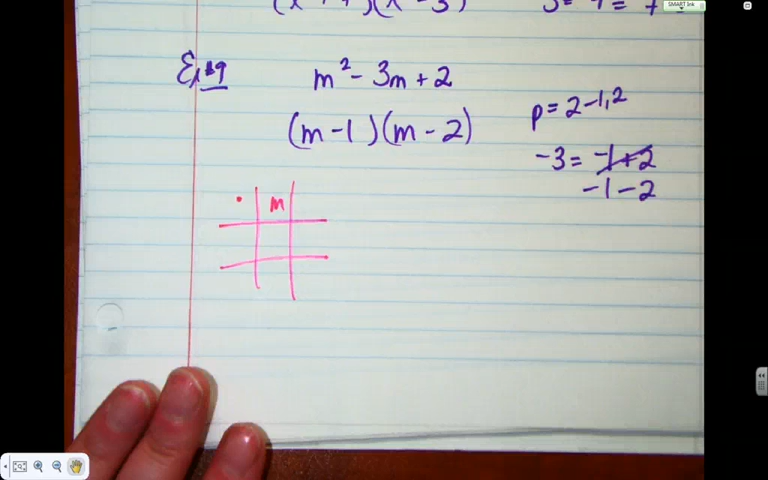 Ex #9
m² - 3m + 2
(m - 1)(m - 2)
p = 2 - 1, 2
-3 = -1 + 2
-1 - 2
• m
SMART Ink